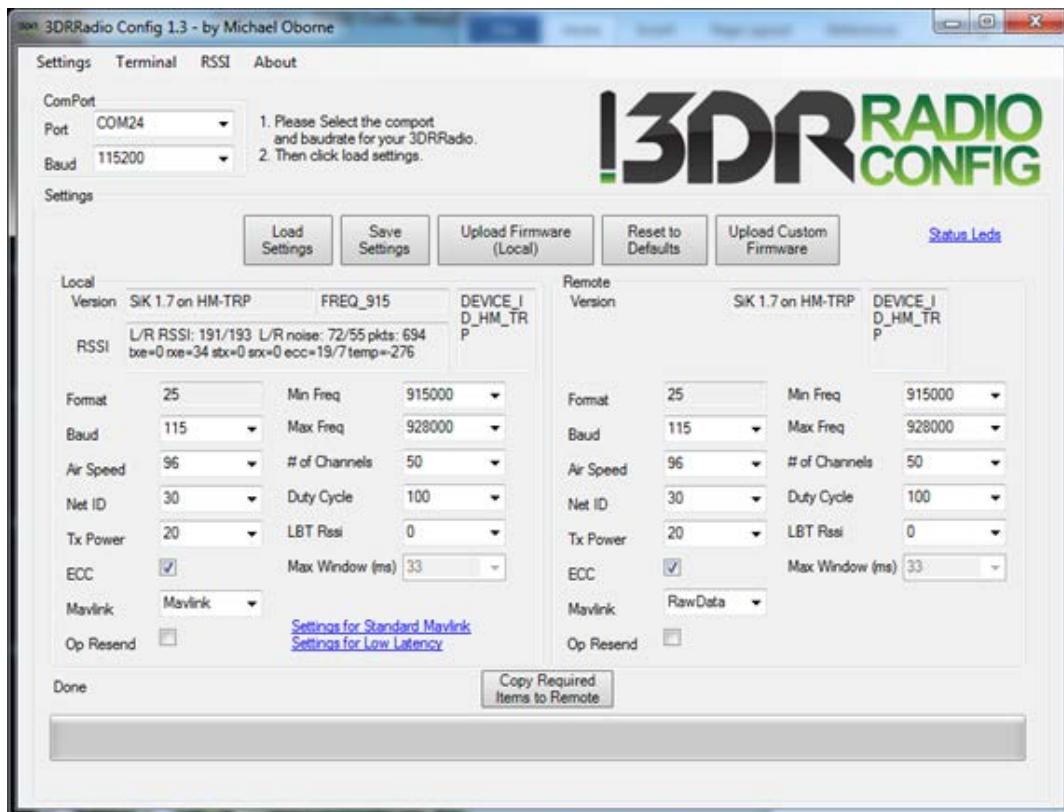 3DRRadio Config 1.3 - by Michael Oborne
Settings Terminal RSSI About
ComPort
Port COM24
Baud 115200
1. Please Select the comport
and baudrate for your 3DRRadio.
2. Then click load settings.
3DR RADIO
CONFIG
Settings
Load
Settings
Save
Settings
Upload Firmware
(Local)
Reset to
Defaults
Upload Custom
Firmware
Status Leds
Local
Version SiK 1.7 on HM-TRP FREQ_915
DEVICE_I
D_HM_TR
P
RSSI
L/R RSSI: 191/193 L/R noise: 72/55 pkts: 694
txe=0 rxe=34 stx=0 srx=0 ecc=19/7 temp=-276
Format 25 Min Freq 915000
Baud 115 Max Freq 928000
Air Speed 96 # of Channels 50
Net ID 30 Duty Cycle 100
Tx Power 20 LBT Rssi 0
ECC Max Window (ms) 33
Mavlink Mavlink
Op Resend
Settings for Standard Mavlink
Settings for Low Latency
Remote
Version SiK 1.7 on HM-TRP
DEVICE_I
D_HM_TR
P
Format 25 Min Freq 915000
Baud 115 Max Freq 928000
Air Speed 96 # of Channels 50
Net ID 30 Duty Cycle 100
Tx Power 20 LBT Rssi 0
ECC Max Window (ms) 33
Mavlink RawData
Op Resend
Done
Copy Required
Items to Remote